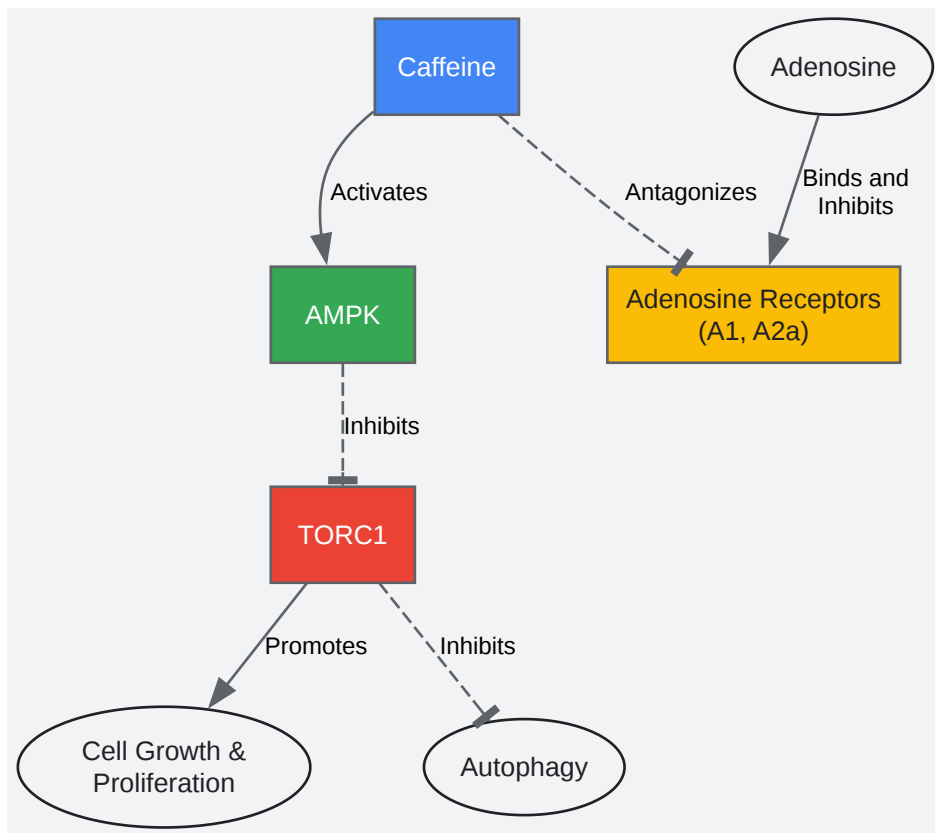 Caffeine
Adenosine
Activates
Antagonizes
Binds and
Inhibits
AMPK
Adenosine Receptors
(A1, A2a)
Inhibits
TORC1
Promotes
Inhibits
Cell Growth &
Proliferation
Autophagy